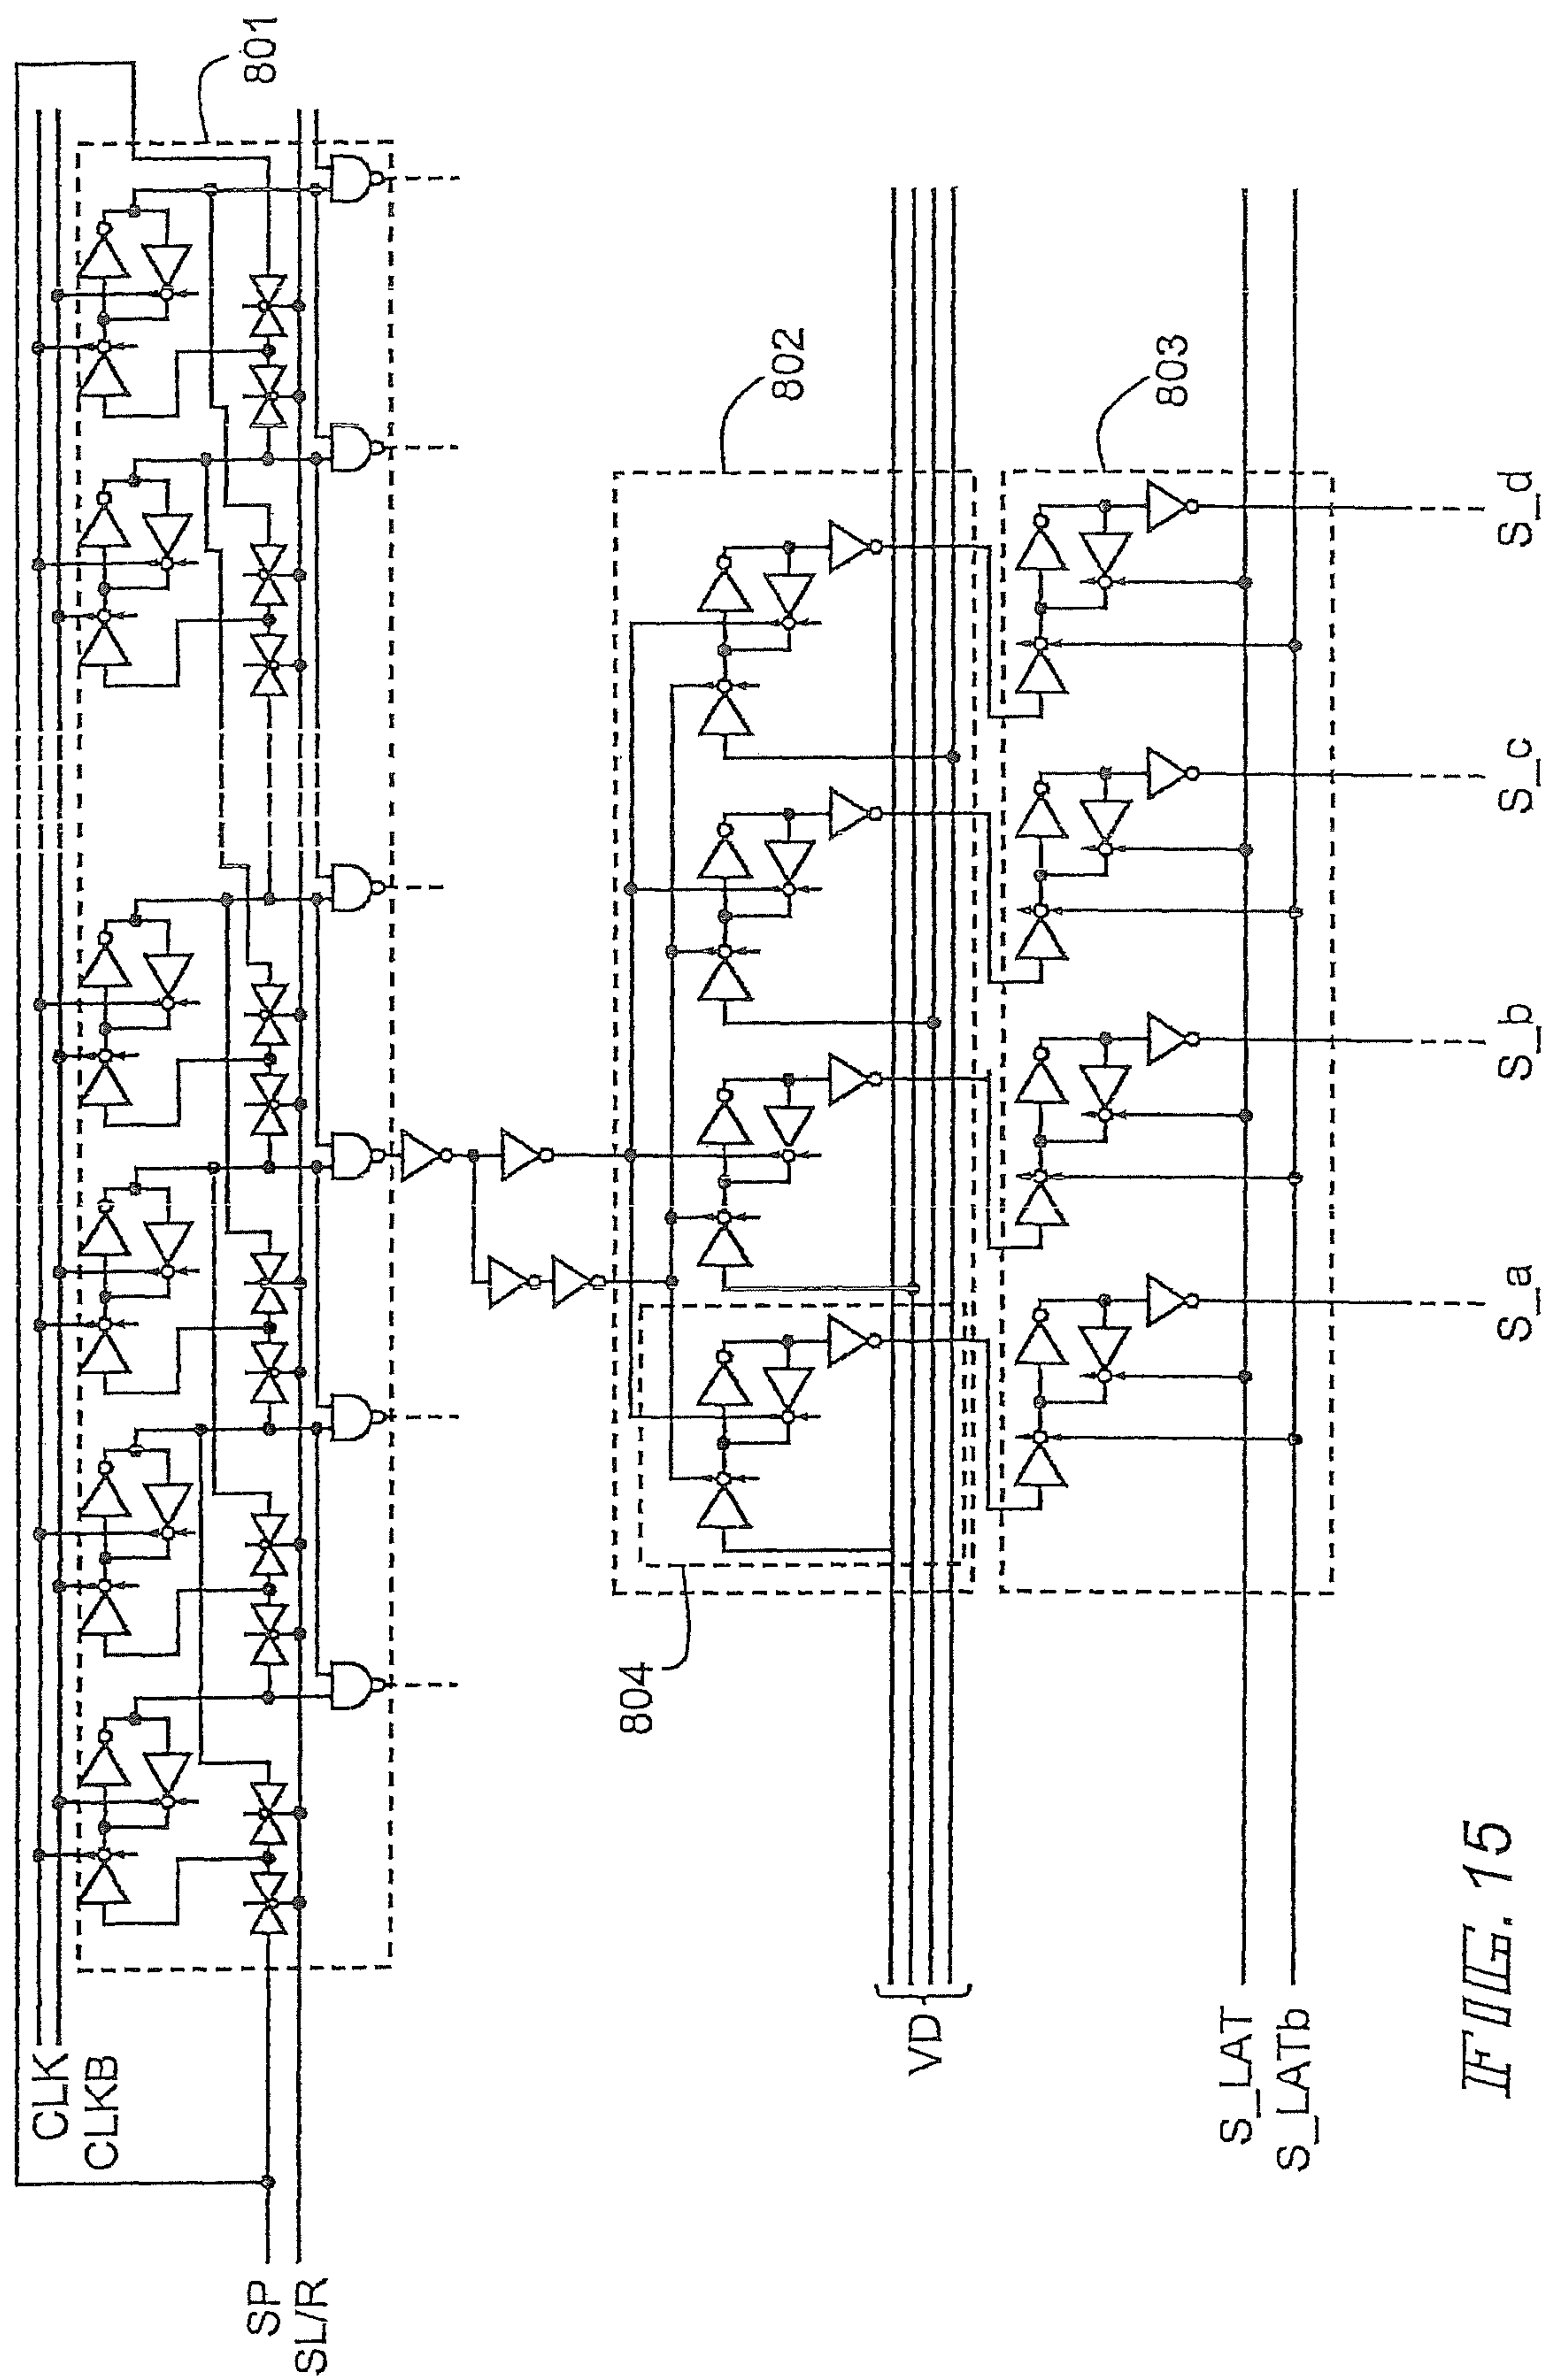 801
CLK
CLKB
SP
SL/R
802
804
VD
803
S_LAT
S_LATb
S_a
S_b
S_c
S_d
FIG. 15